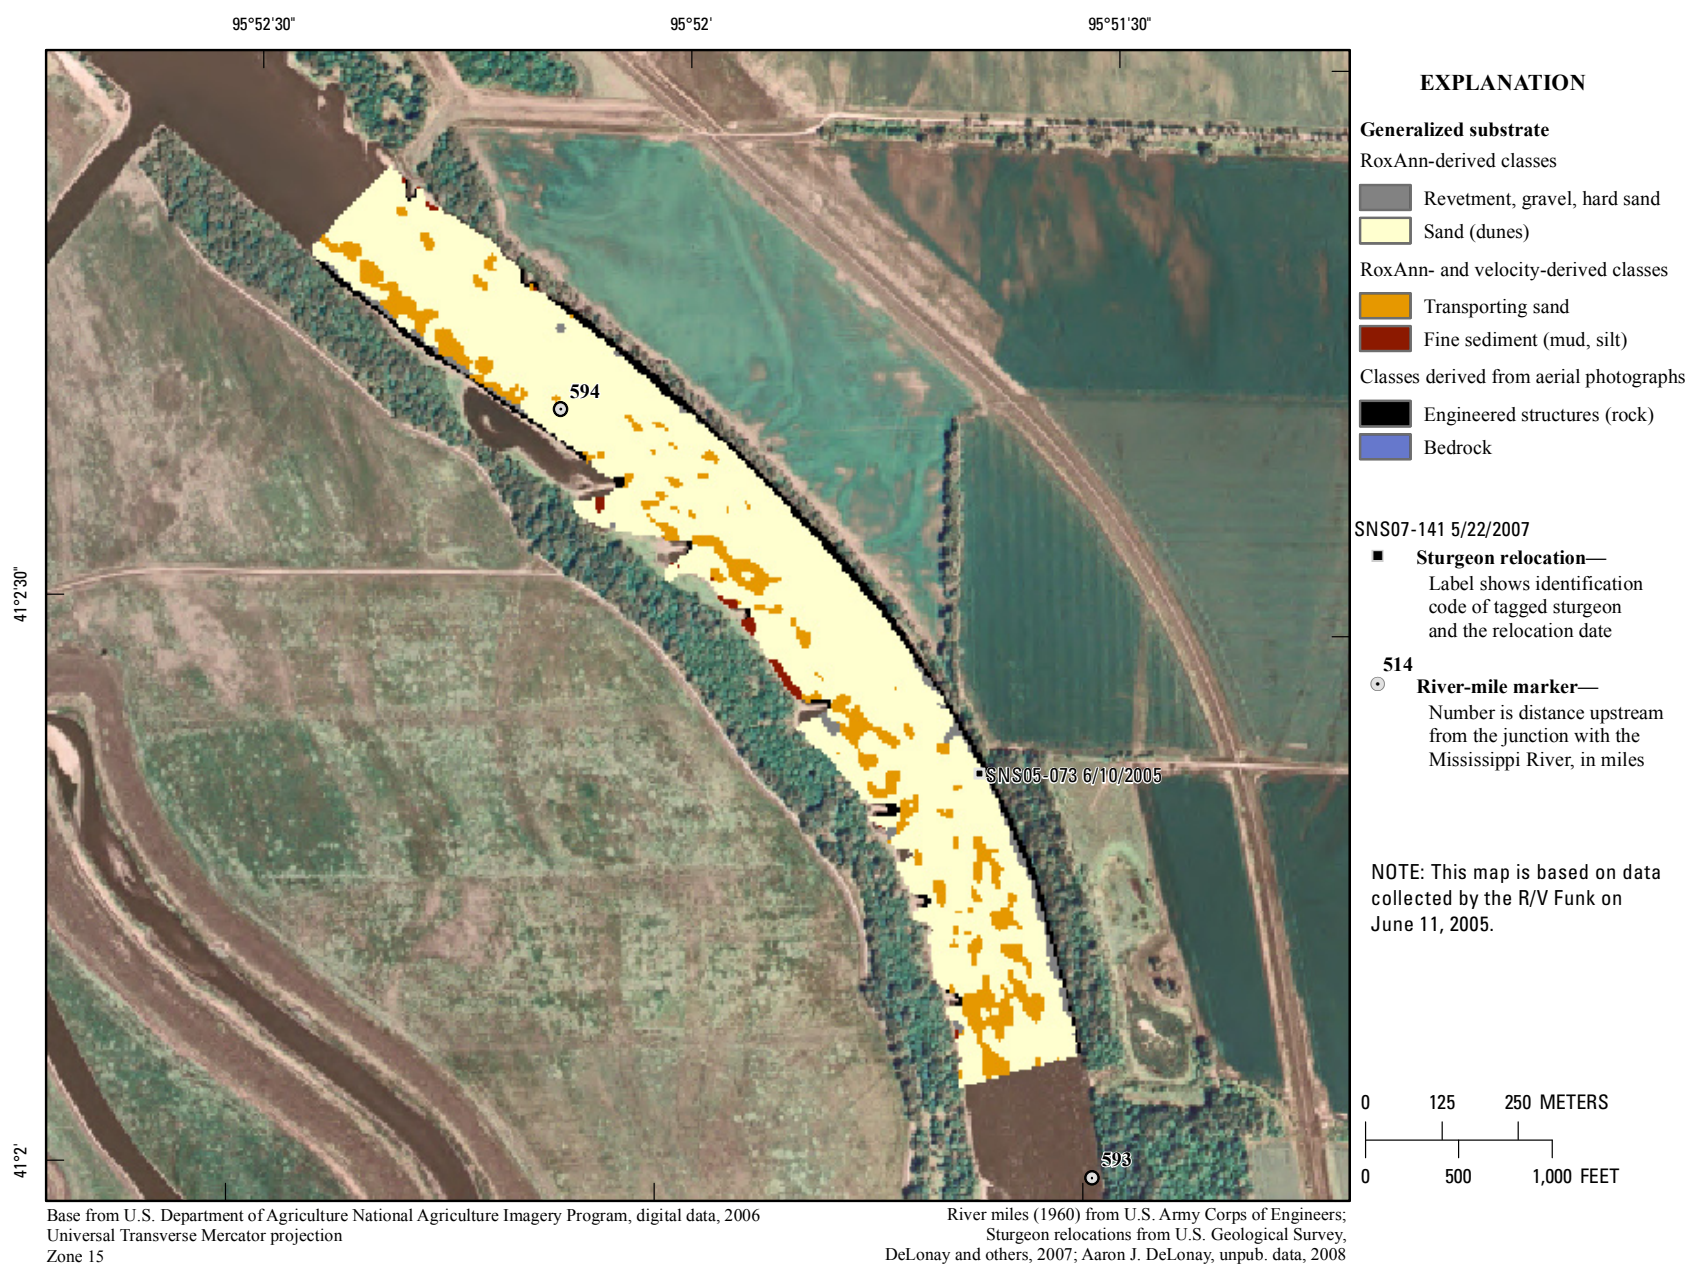 95°52'30"
95°52'
95°51'30"
41°2'30"
41°2'
594
SNS05-073 6/10/2005
593
EXPLANATION
Generalized substrate
RoxAnn-derived classes
Revetment, gravel, hard sand
Sand (dunes)
RoxAnn- and velocity-derived classes
Transporting sand
Fine sediment (mud, silt)
Classes derived from aerial photographs
Engineered structures (rock)
Bedrock
SNS07-141 5/22/2007
Sturgeon relocation—
Label shows identification
code of tagged sturgeon
and the relocation date
514
River-mile marker—
Number is distance upstream
from the junction with the
Mississippi River, in miles
NOTE: This map is based on data
collected by the R/V Funk on
June 11, 2005.
0 125 250 METERS
0 500 1,000 FEET
Base from U.S. Department of Agriculture National Agriculture Imagery Program, digital data, 2006
Universal Transverse Mercator projection
Zone 15
River miles (1960) from U.S. Army Corps of Engineers;
Sturgeon relocations from U.S. Geological Survey,
DeLonay and others, 2007; Aaron J. DeLonay, unpub. data, 2008